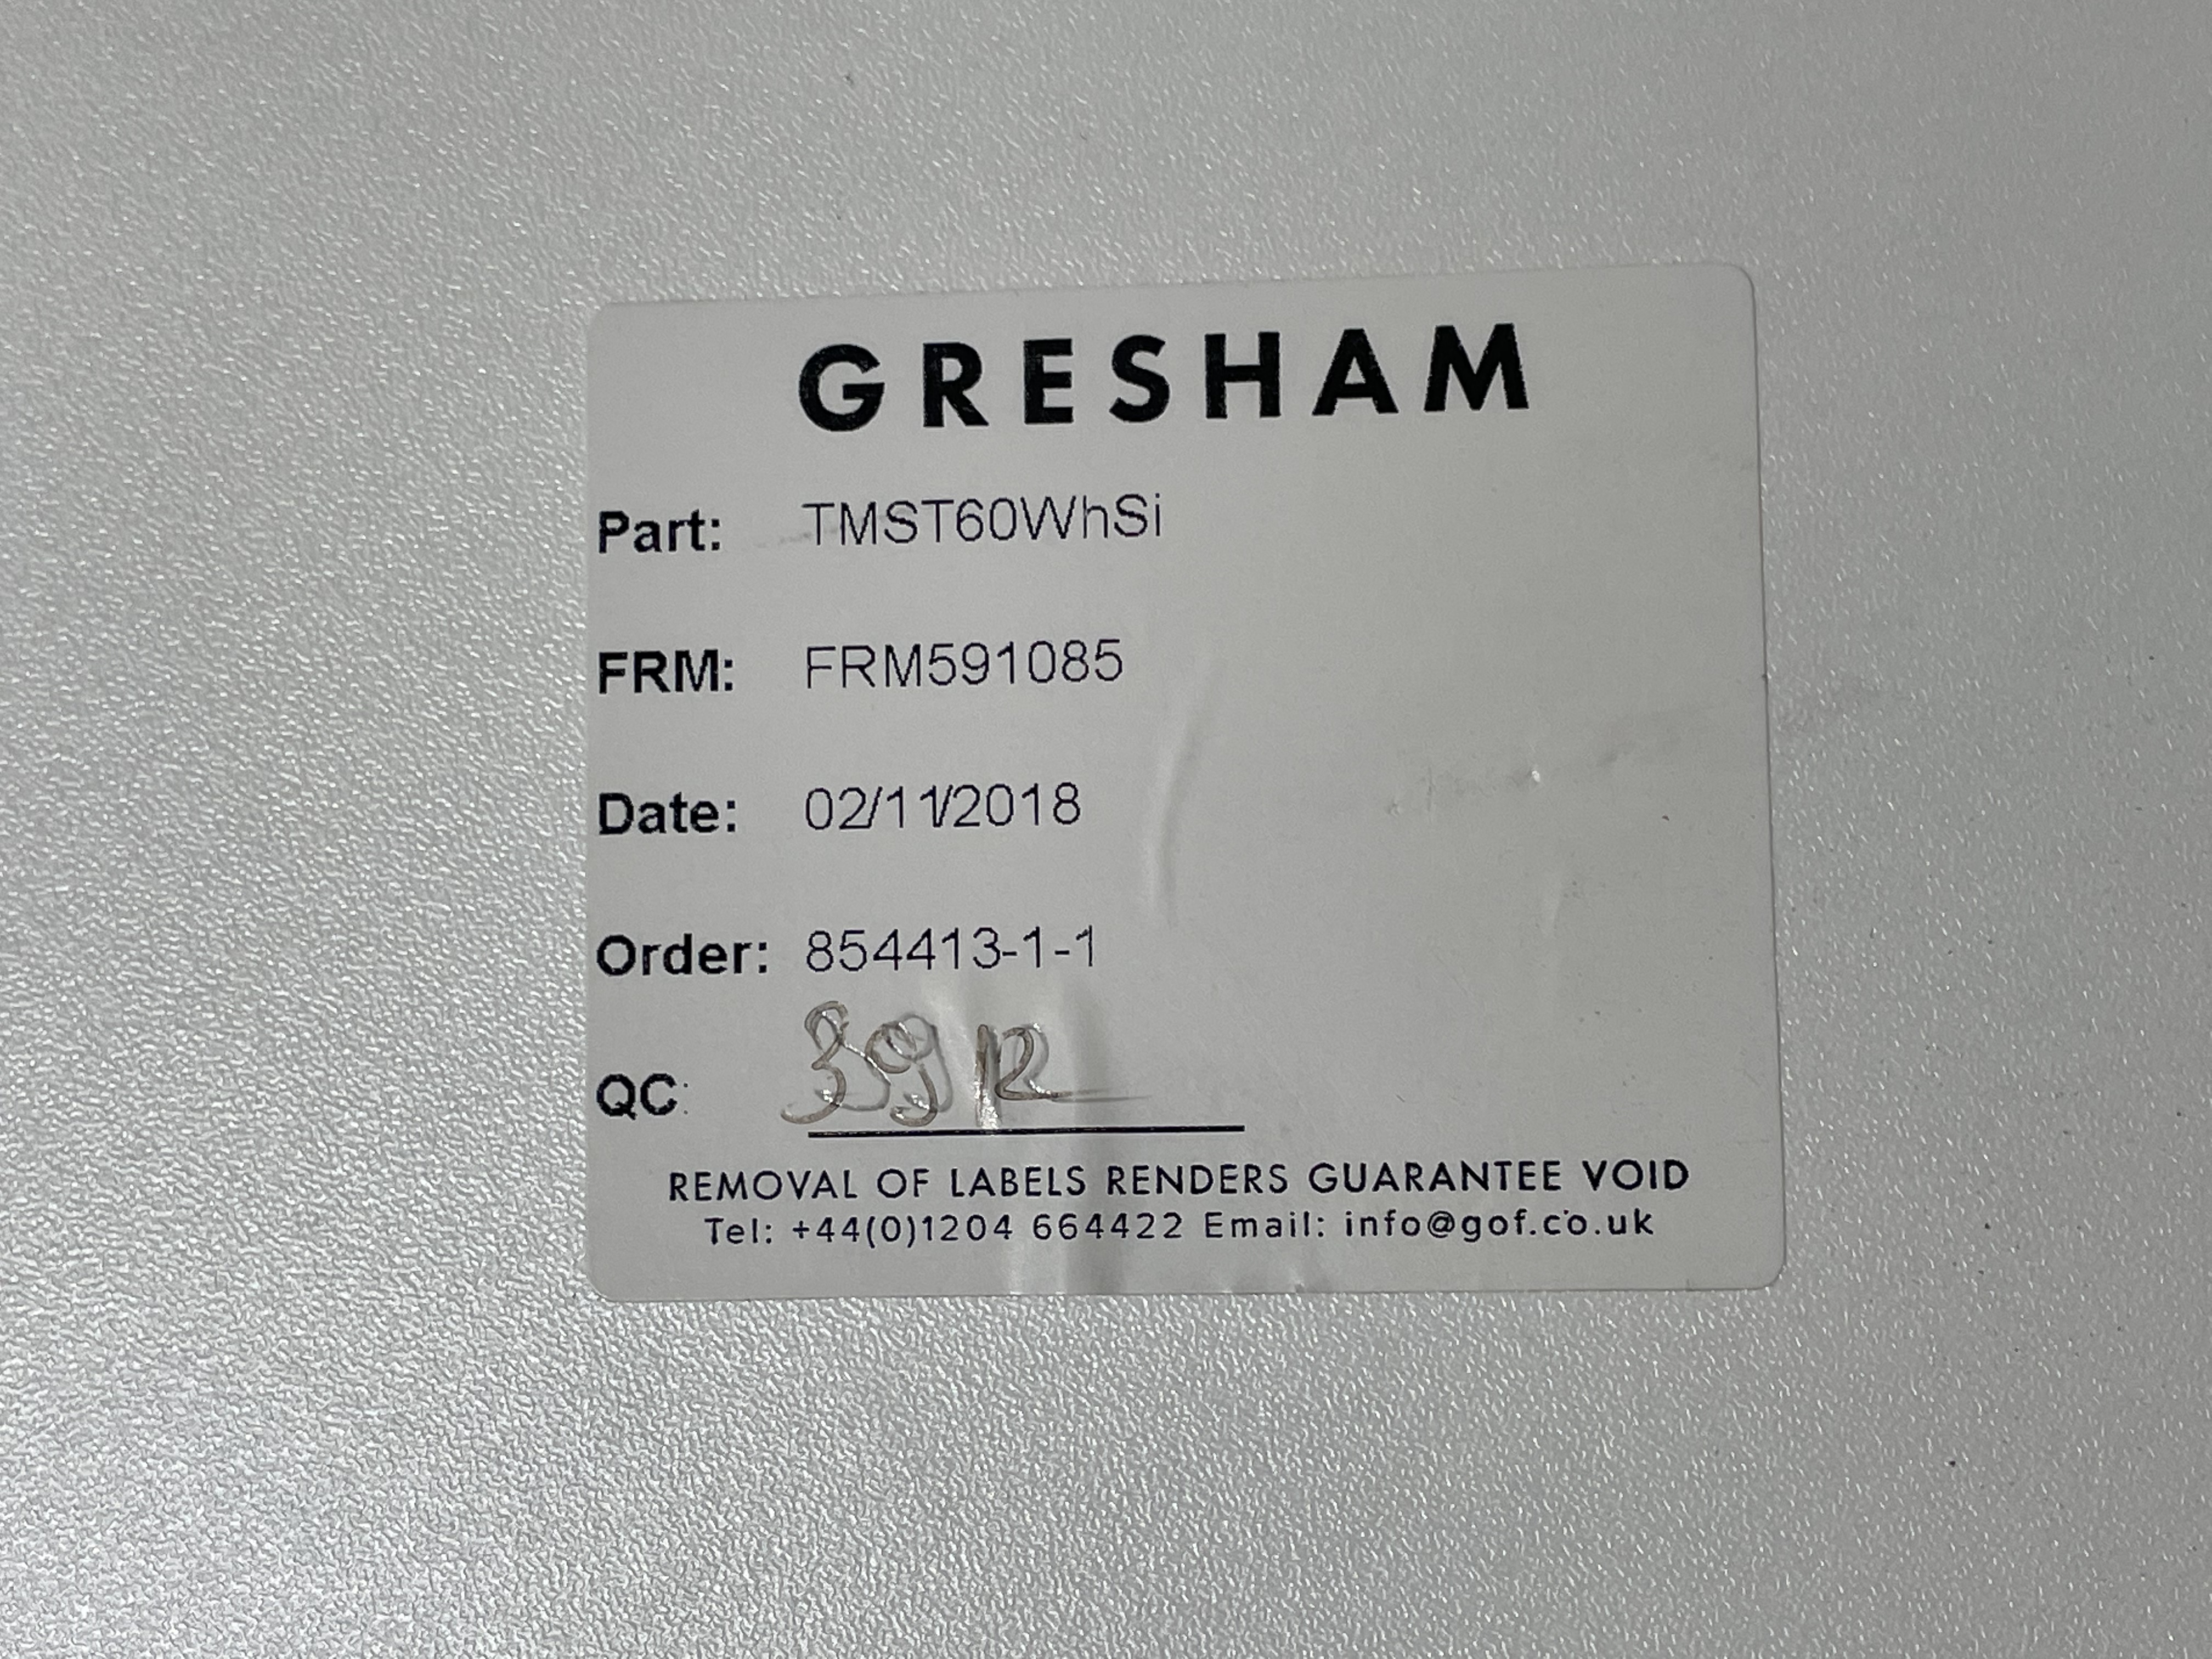 GRESHAM
Part: TMST60WhSi
FRM: FRM591085
Date: 02/11/2018
Order: 854413-1-1
QC:
REMOVAL OF LABELS RENDERS GUARANTEE VOID
Tel: +44(0)1204 664422 Email: info@gof.co.uk